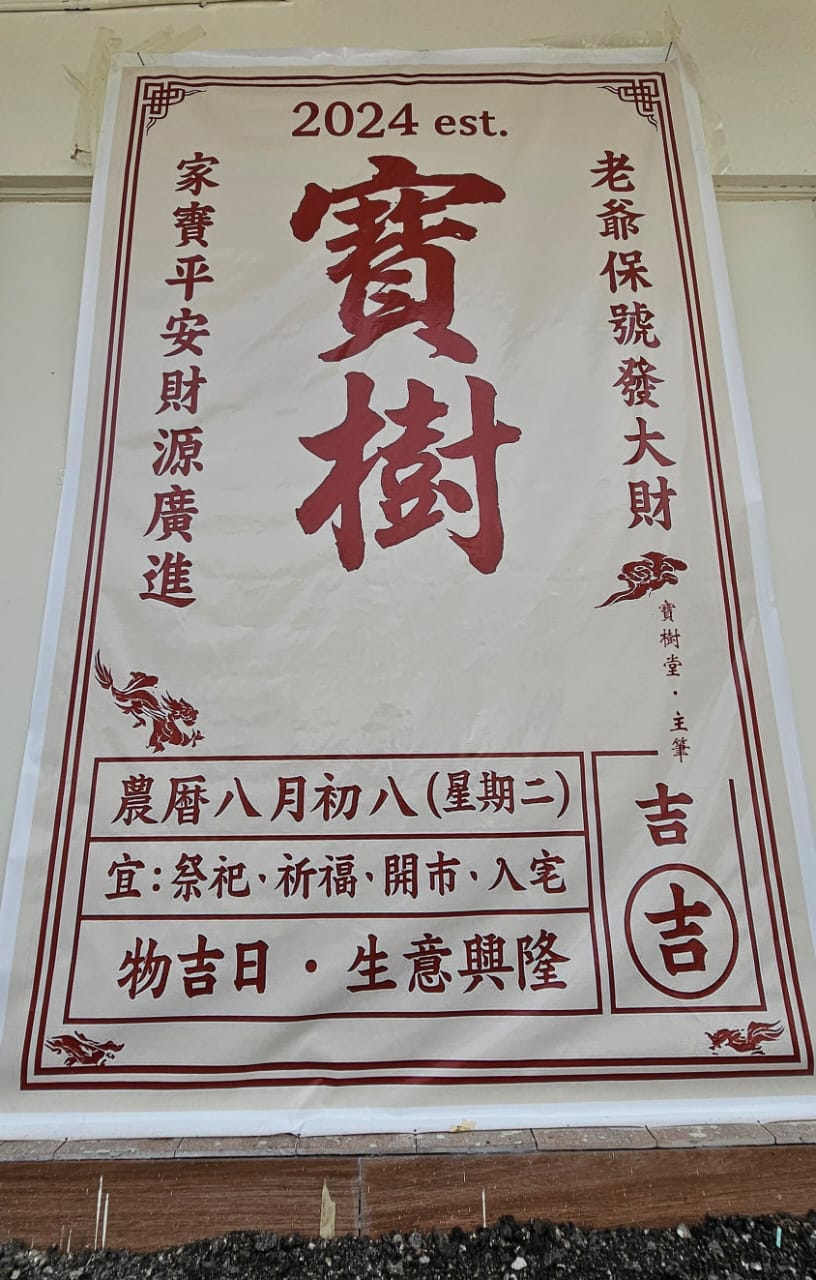 2024 est.
寶樹
老爺保號發大財
家賽平安財源廣進
寶樹堂·主筆
農曆八月初八(星期二)
宜:祭祀·祈福·開市·入宅
物吉日·生意興隆
吉
吉